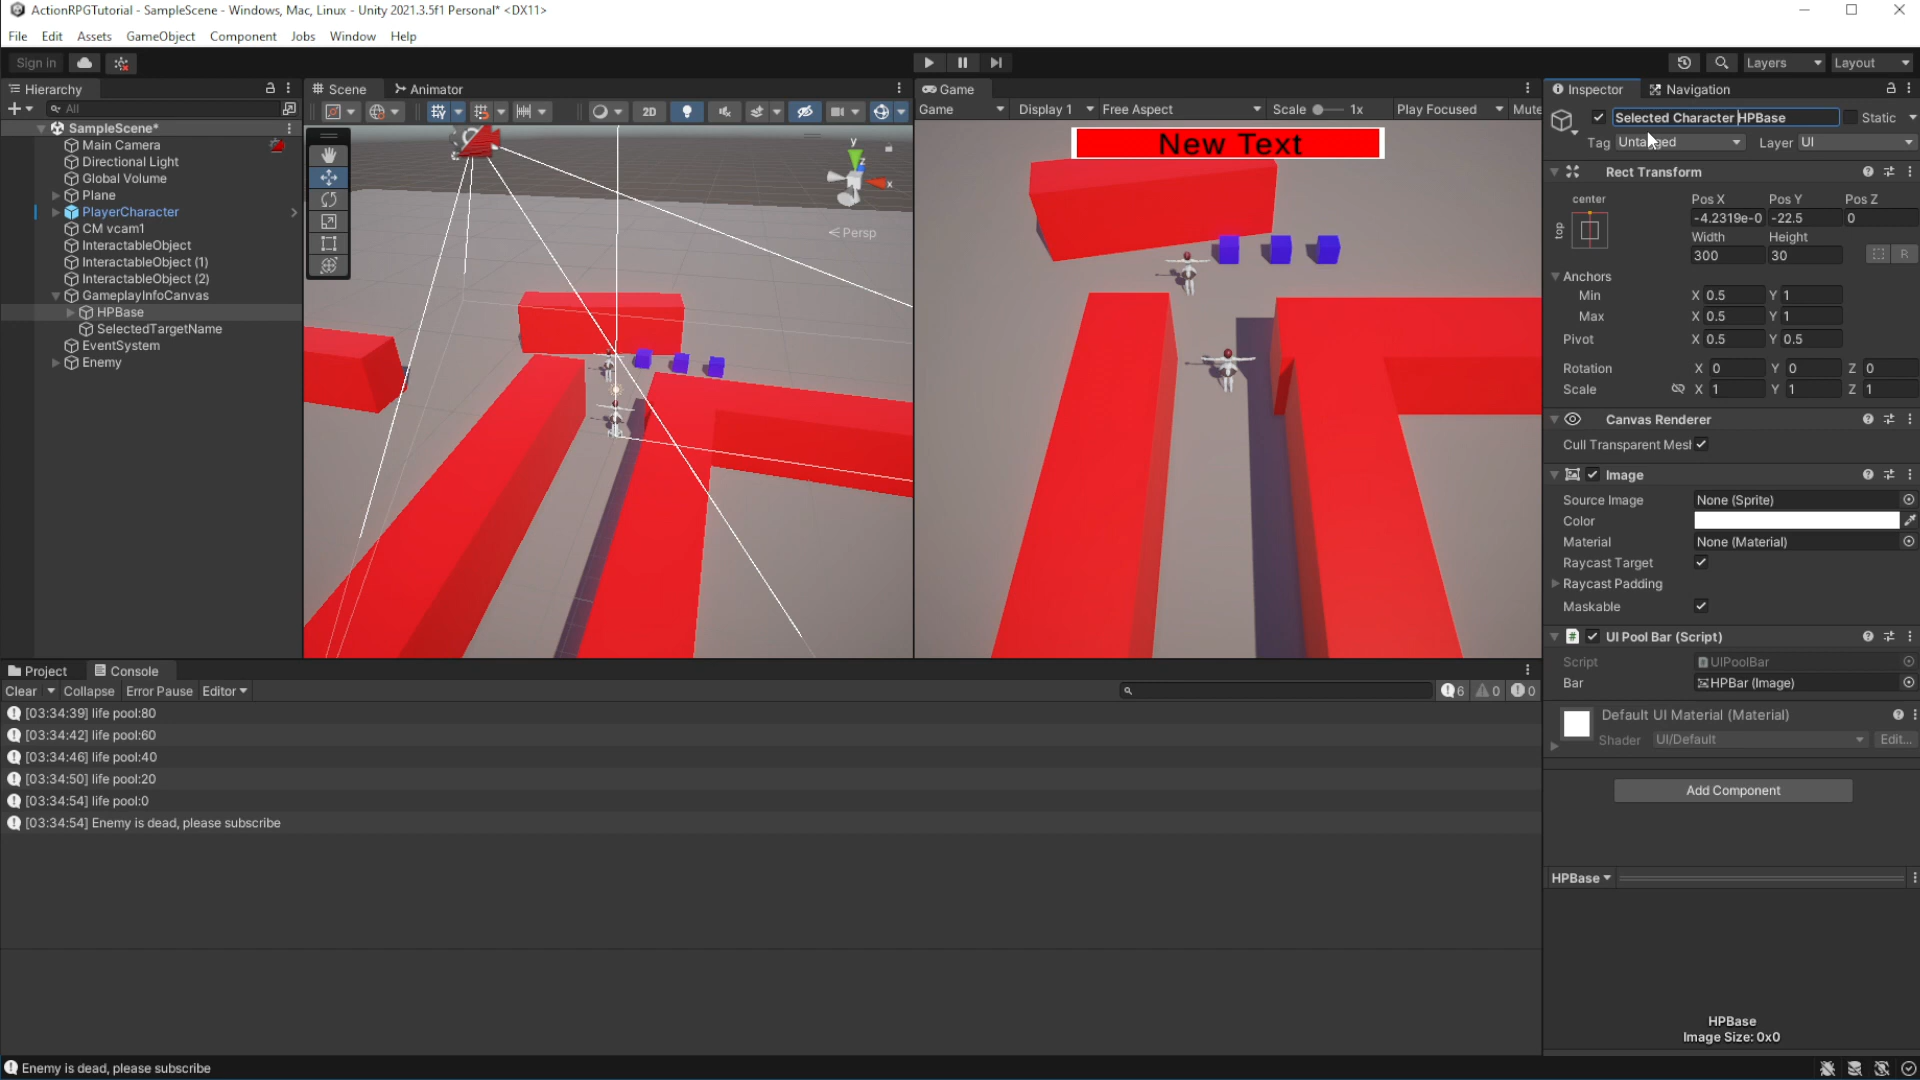 ActionRPGTutorial - SampleScene - Windows, Mac, Linux - Unity 2021.3.5f1 Personal* <DX11>
File Edit Assets GameObject Component Jobs Window Help
Sign in
Layers Layout
Hierarchy
All
SampleScene*
Main Camera
Directional Light
Global Volume
Plane
PlayerCharacter
CM vcam1
InteractableObject
InteractableObject (1)
InteractableObject (2)
GameplayInfoCanvas
HPBase
SelectedTargetName
EventSystem
Enemy
Scene Animator
2D
y
x
Persp
Game
Game Display 1 Free Aspect Scale 1x Play Focused Mute
New Text
Inspector Navigation
Selected Character HPBase Static
Tag Untagged Layer UI
Rect Transform
center Pos X Pos Y Pos Z
top -4.2319e-0 -22.5 0
Width Height
300 30 R
Anchors
Min X 0.5 Y 1
Max X 0.5 Y 1
Pivot X 0.5 Y 0.5
Rotation X 0 Y 0 Z 0
Scale X 1 Y 1 Z 1
Canvas Renderer
Cull Transparent Mesl
Image
Source Image None (Sprite)
Color
Material None (Material)
Raycast Target
Raycast Padding
Maskable
UI Pool Bar (Script)
Script UIPoolBar
Bar HPBar (Image)
Default UI Material (Material)
Shader UI/Default Edit...
Add Component
HPBase
HPBase
Image Size: 0x0
Project Console
Clear Collapse Error Pause Editor 6 0 0
[03:34:39] life pool:80
[03:34:42] life pool:60
[03:34:46] life pool:40
[03:34:50] life pool:20
[03:34:54] life pool:0
[03:34:54] Enemy is dead, please subscribe
Enemy is dead, please subscribe